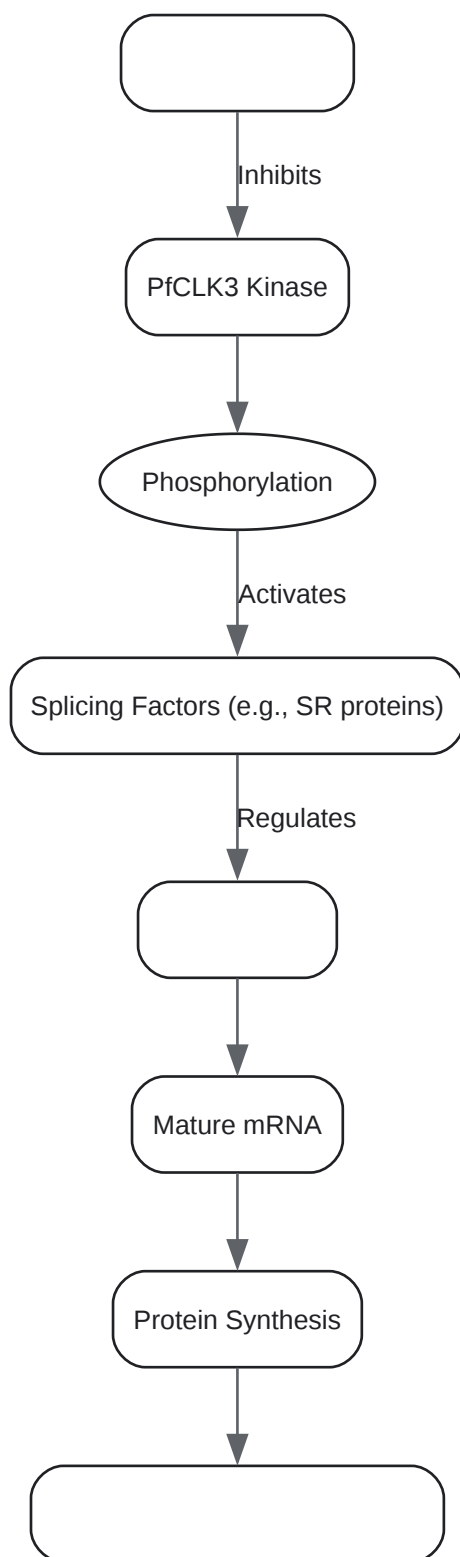 Inhibits
PfCLK3 Kinase
Phosphorylation
Activates
Splicing Factors (e.g., SR proteins)
Regulates
Mature mRNA
Protein Synthesis